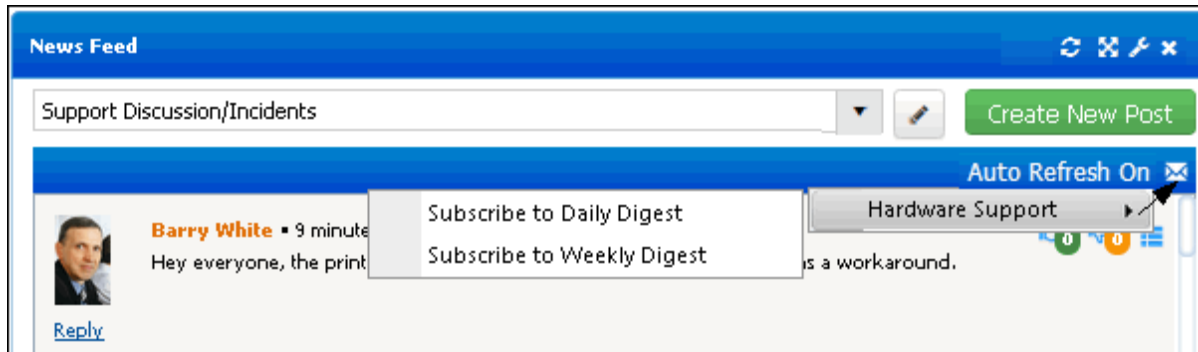 News Feed
Support Discussion/Incidents
Create New Post
Auto Refresh On
Hardware Support
Subscribe to Daily Digest
Subscribe to Weekly Digest
Barry White ▪ 9 minute
0 0
Hey everyone, the print
s a workaround.
Reply